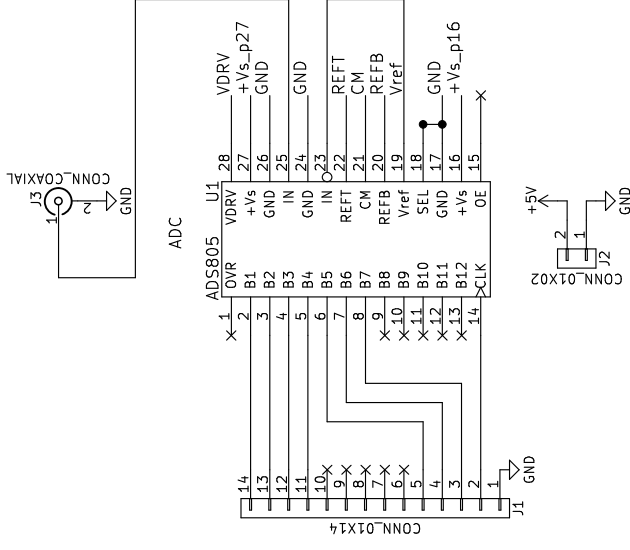 VDRV
+Vs_p27
GND
GND
REFT
CM
REFB
Vref
GND
+Vs_p16
28
27
26
25
24
23
22
21
20
19
18
17
16
15
CONN_COAXIAL
J3
1
2
GND
ADC
ADS805
U1
VDRV
+Vs
GND
IN
GND
IN
REFT
CM
REFB
Vref
SEL
GND
+Vs
OE
OVR
B1
B2
B3
B4
B5
B6
B7
B8
B9
B10
B11
B12
CLK
1
2
3
4
5
6
7
8
9
10
11
12
13
14
+5V
GND
2
1
J2
CONN_01X02
14
13
12
11
10
9
8
7
6
5
4
3
2
1
GND
J1
CONN_01X14